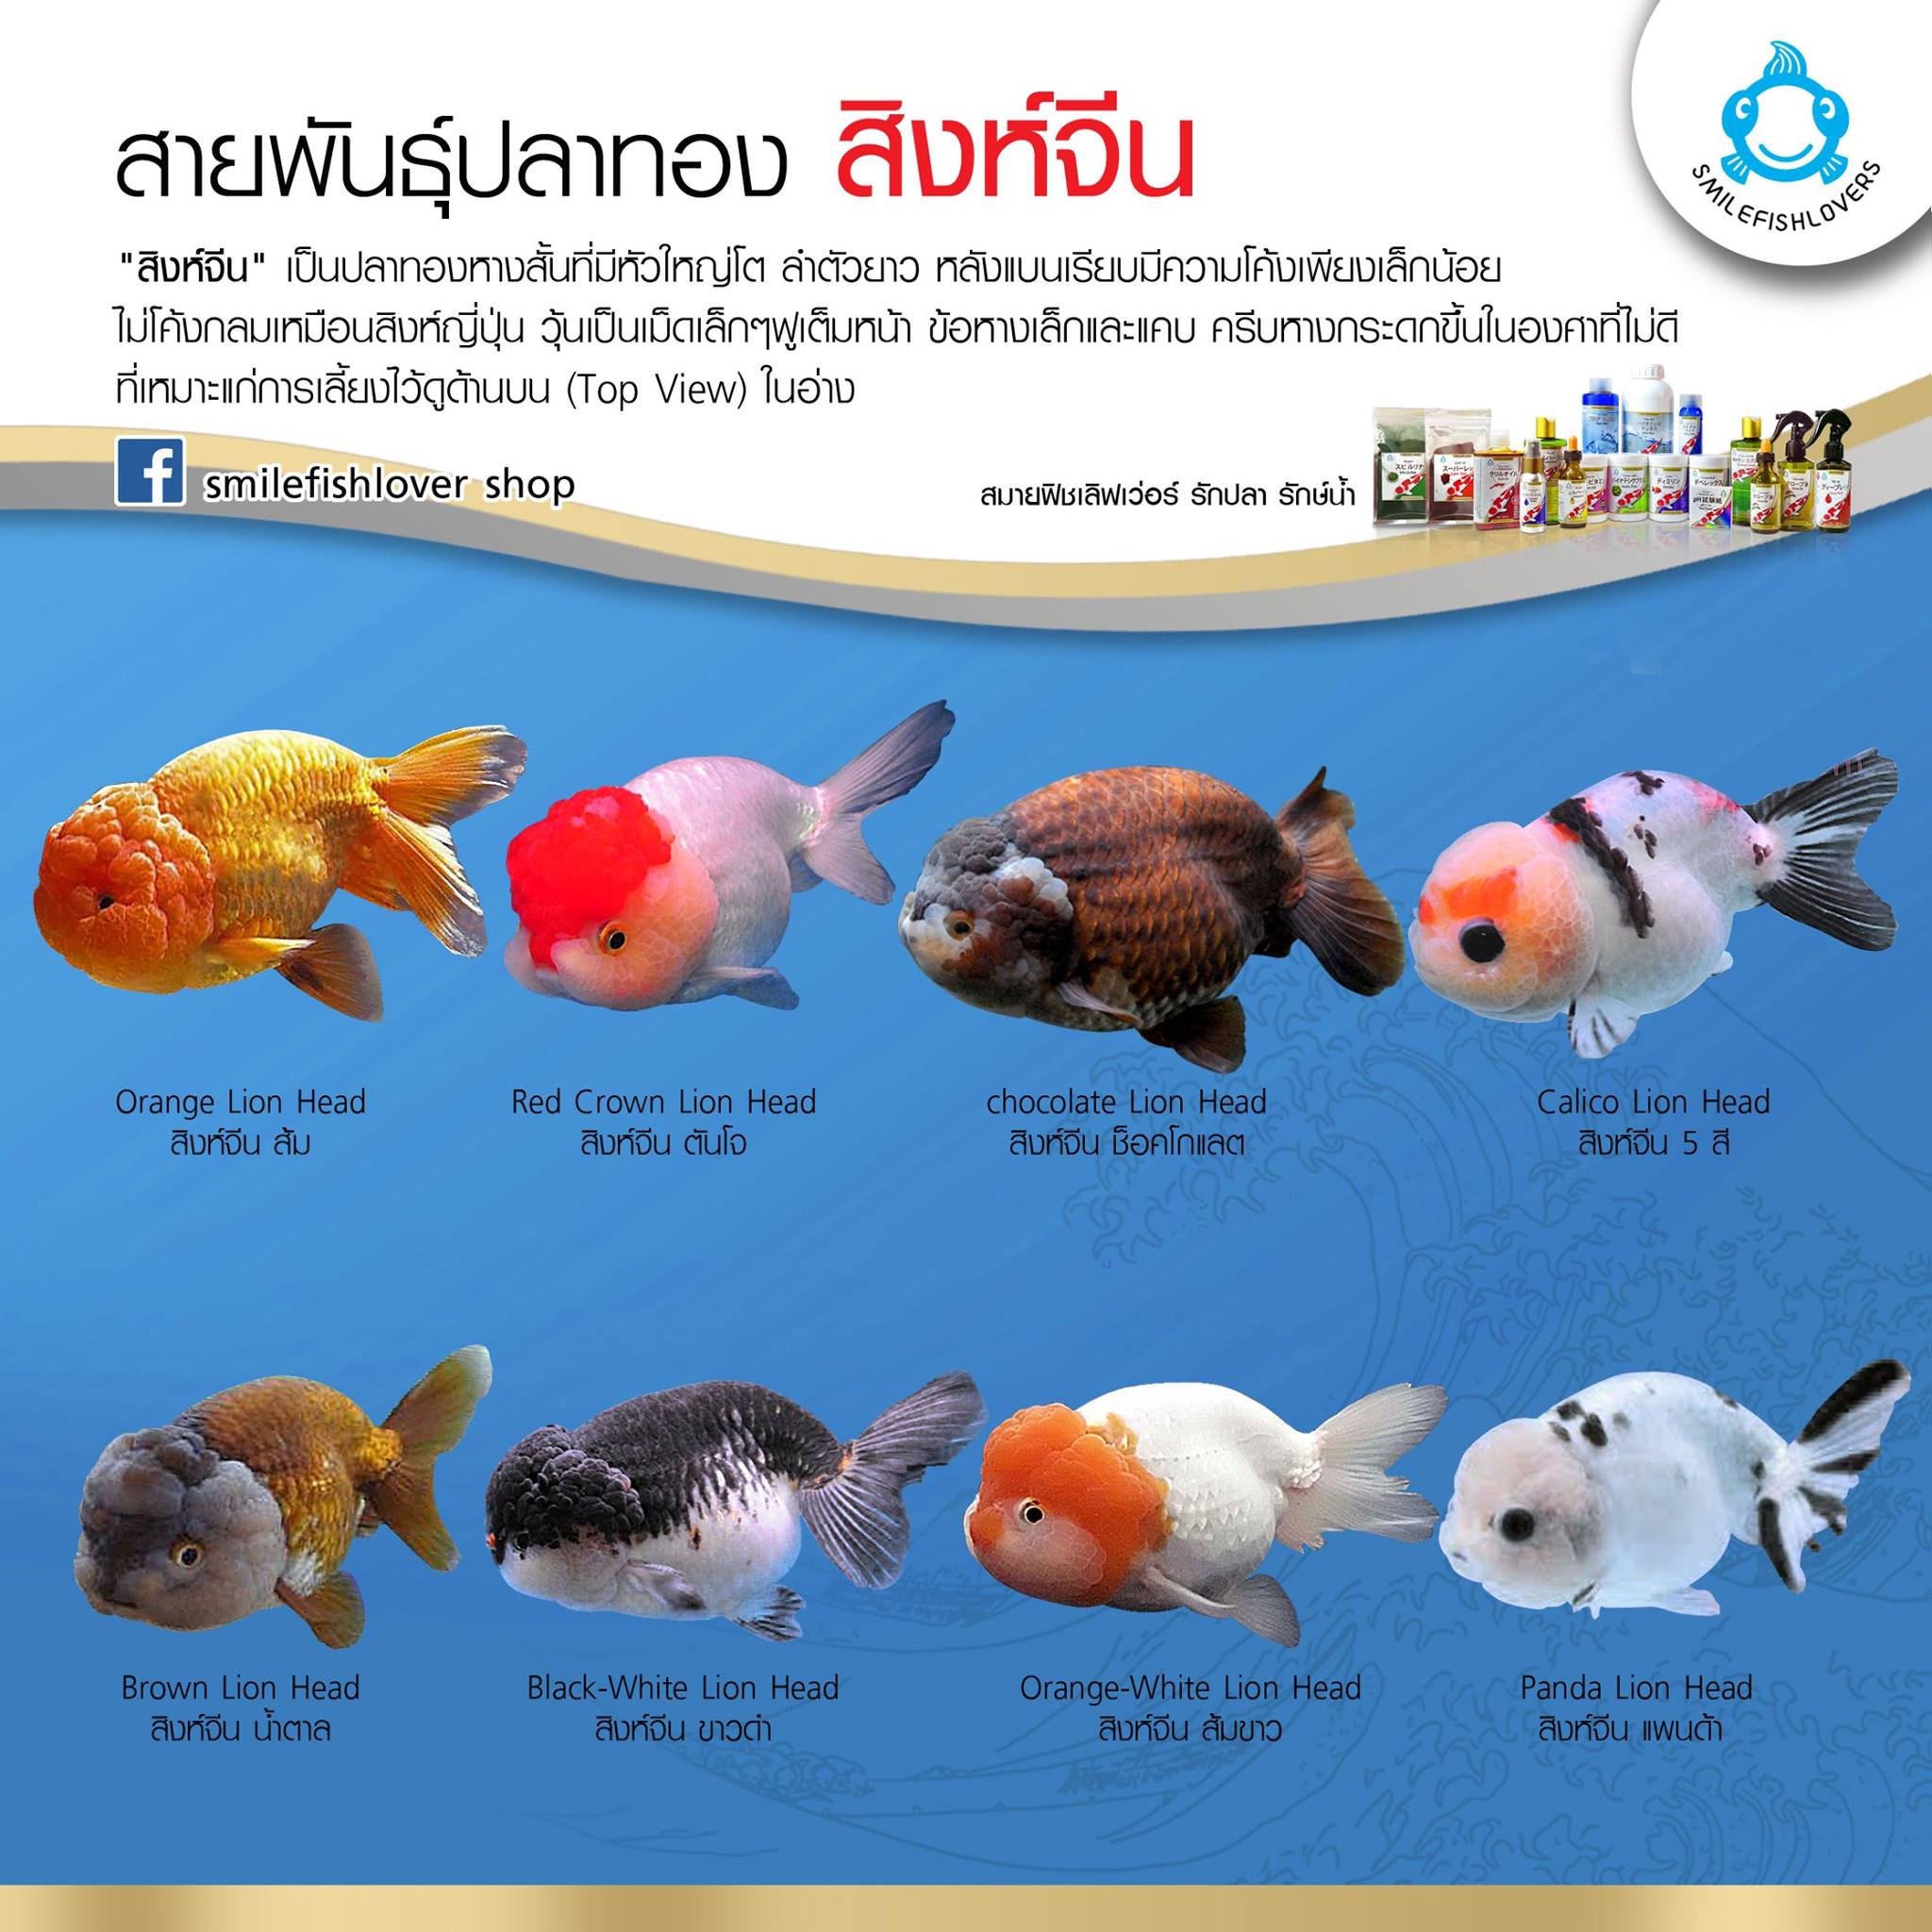 สายพันธุ์ปลาทอง สิงห์จีน
SMILEFISHLOVERS
"สิงห์จีน" เป็นปลาทองหางสั้นที่มีหัวใหญ่โต ลำตัวยาว หลังแบนเรียบมีความโค้งเพียงเล็กน้อย
ไม่โค้งกลมเหมือนสิงห์ญี่ปุ่น วุ้นเป็นเม็ดเล็กๆฟูเต็มหน้า ข้อหางเล็กและแคบ ครีบหางกระดกขึ้นในองศาที่ไม่ดี
ที่เหมาะแก่การเลี้ยงไว้ดูด้านบน (Top View) ในอ่าง
f smilefishlover shop
สมายฟิชเลิฟเว่อร์ รักปลา รักษ์น้ำ
Orange Lion Head
สิงห์จีน ส้ม
Red Crown Lion Head
สิงห์จีน ตันโจ
chocolate Lion Head
สิงห์จีน ช็อคโกแลต
Calico Lion Head
สิงห์จีน 5 สี
Brown Lion Head
สิงห์จีน น้ำตาล
Black-White Lion Head
สิงห์จีน ขาวดำ
Orange-White Lion Head
สิงห์จีน ส้มขาว
Panda Lion Head
สิงห์จีน แพนด้า